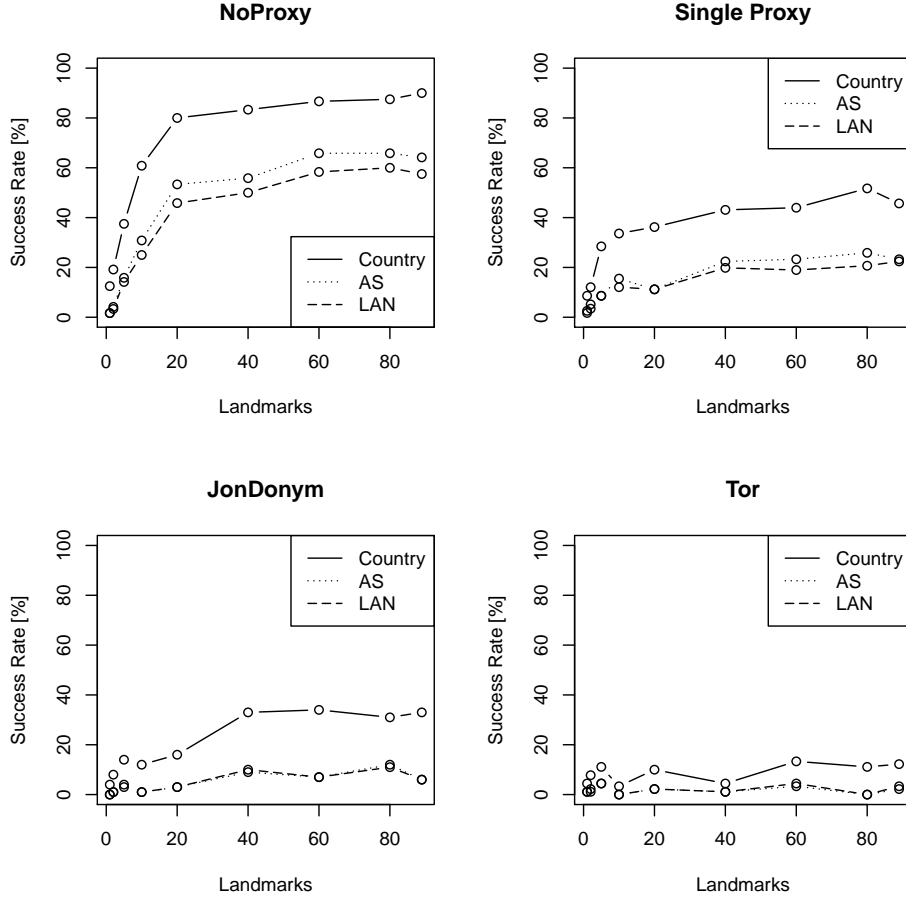 NoProxy
Success Rate [%]
100
80
60
40
20
0
Country
AS
LAN
0 20 40 60 80
Landmarks
Single Proxy
Success Rate [%]
100
80
60
40
20
0
Country
AS
LAN
0 20 40 60 80
Landmarks
JonDonym
Success Rate [%]
100
80
60
40
20
0
Country
AS
LAN
0 20 40 60 80
Landmarks
Tor
Success Rate [%]
100
80
60
40
20
0
Country
AS
LAN
0 20 40 60 80
Landmarks